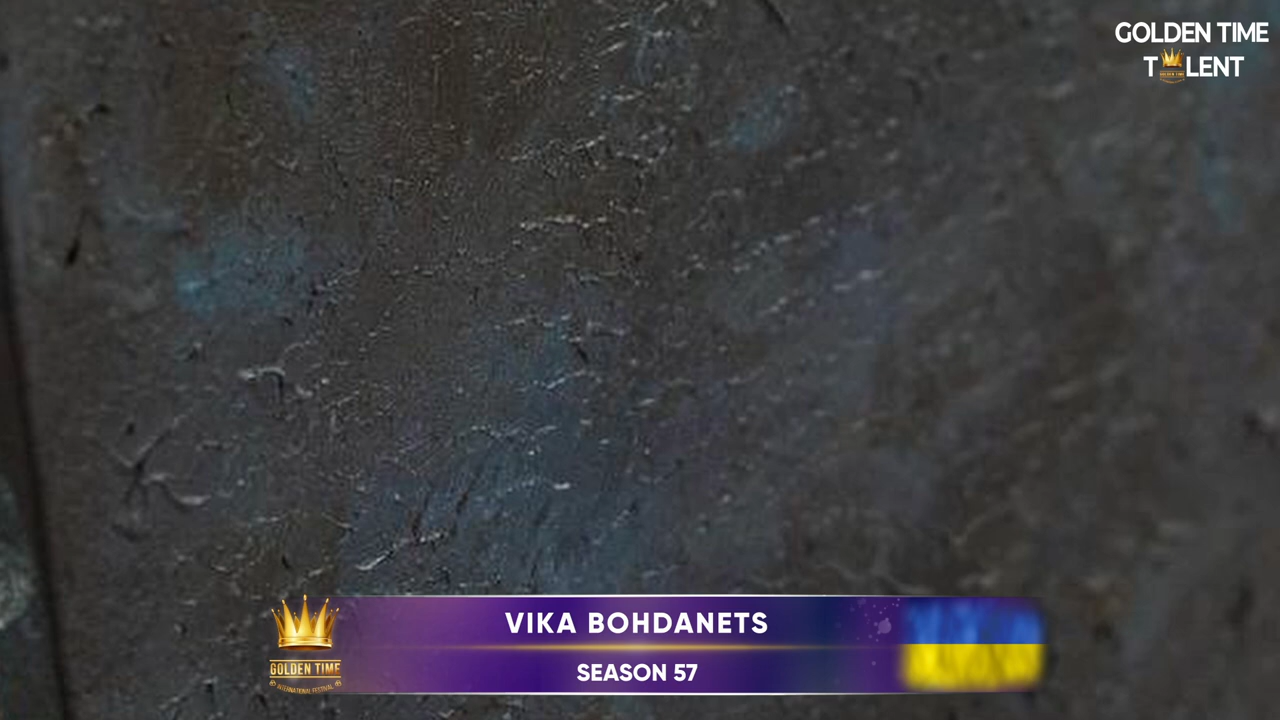 GOLDEN TIME
TALENT
VIKA BOHDANETS
SEASON 57
GOLDEN TIME
INTERNATIONAL FESTIVAL